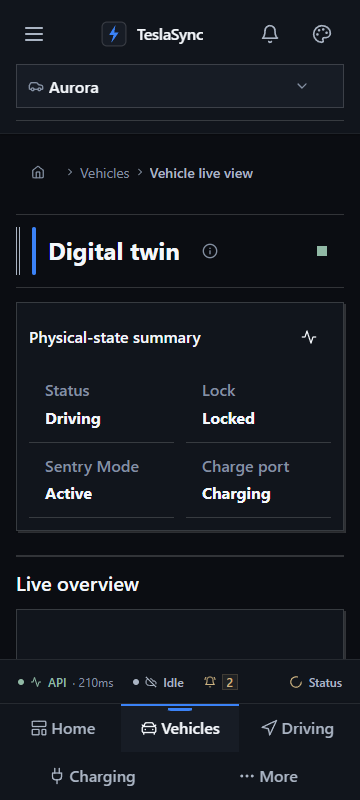 TeslaSync
Aurora
Vehicles
Vehicle live view
Digital twin
Physical-state summary
Status
Lock
Driving
Locked
Sentry Mode
Charge port
Active
Charging
Live overview
API · 210ms
Idle
2
Status
Home
Vehicles
Driving
Charging
More